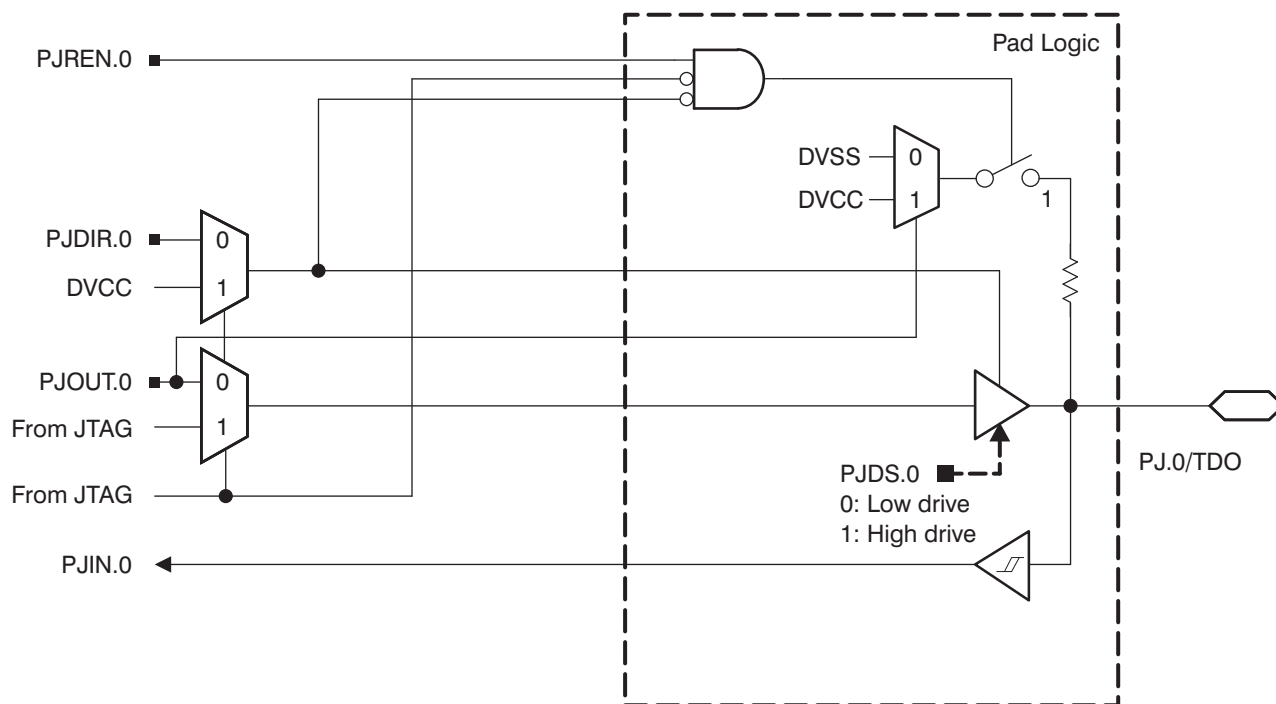 Pad Logic
PJREN.0
DVSS
0
DVCC
1
1
PJDIR.0
0
DVCC
1
PJOUT.0
0
From JTAG
1
PJDS.0
0: Low drive
1: High drive
PJ.0/TDO
From JTAG
PJIN.0